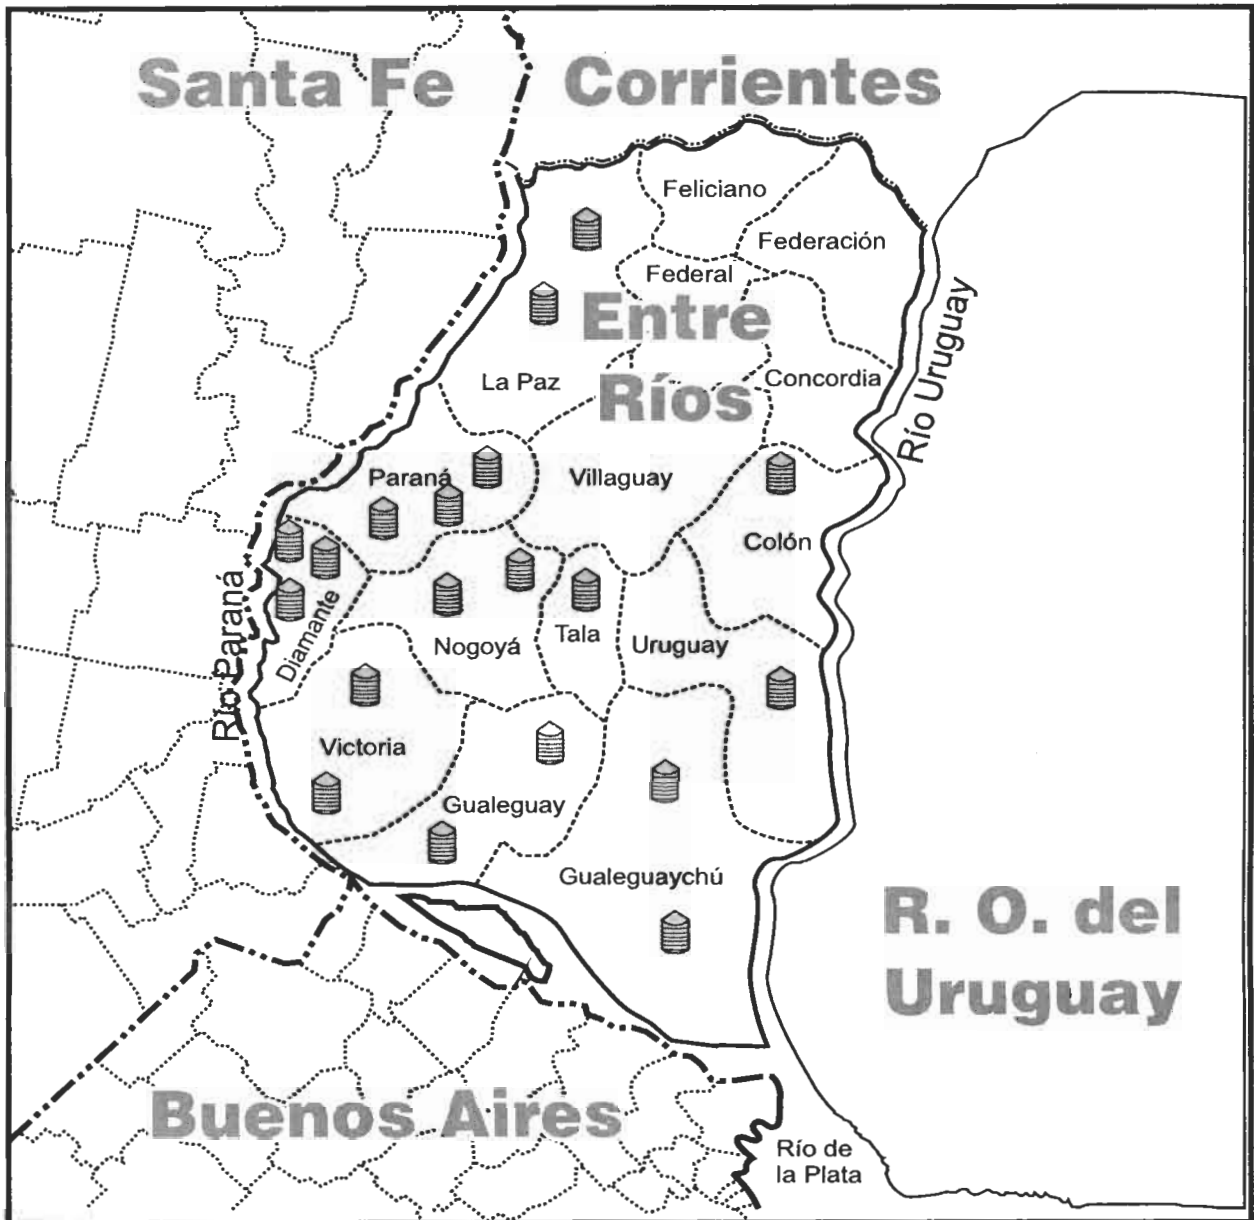 Santa Fe
Corrientes
Feliciano
Federación
Federal
Entre
Ríos
La Paz
Concordia
Río Uruguay
Paraná
Villaguay
Colón
Río Paraná
Diamante
Nogoyá
Tala
Uruguay
Victoria
Gualeguay
Gualeguaychú
R. O. del
Uruguay
Buenos Aires
Río de
la Plata